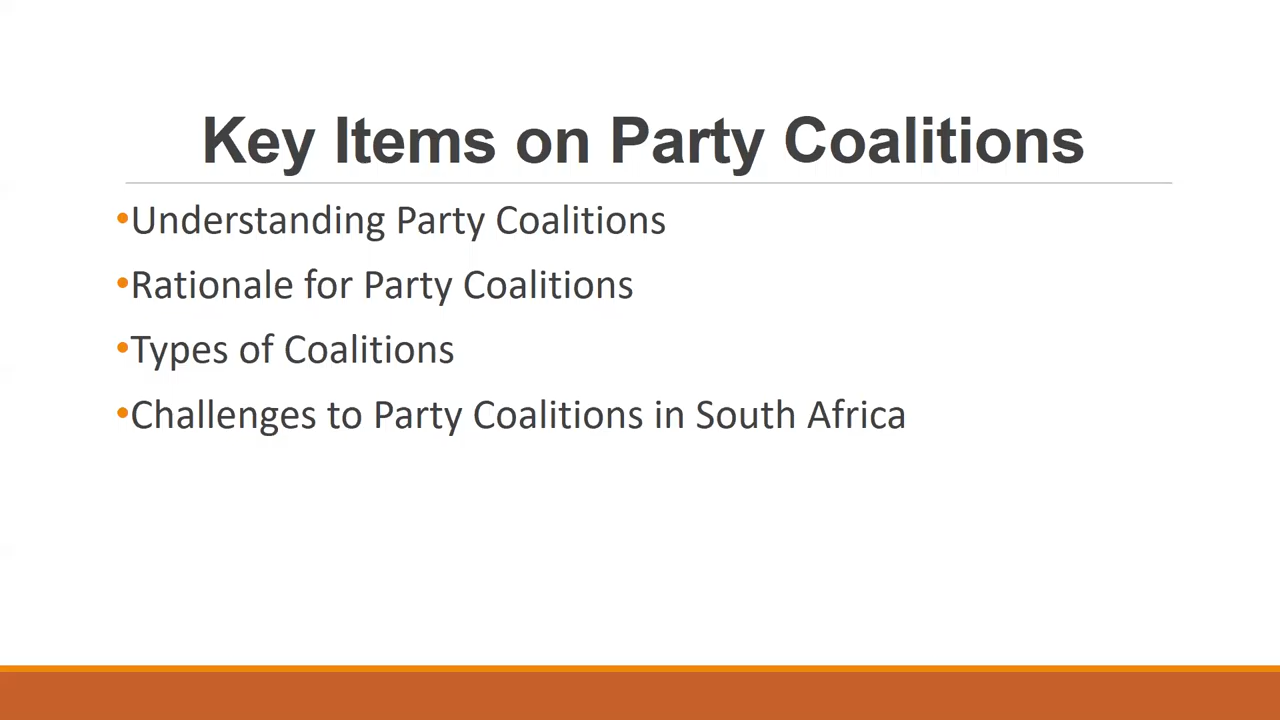 Key Items on Party Coalitions
•Understanding Party Coalitions
•Rationale for Party Coalitions
•Types of Coalitions
•Challenges to Party Coalitions in South Africa